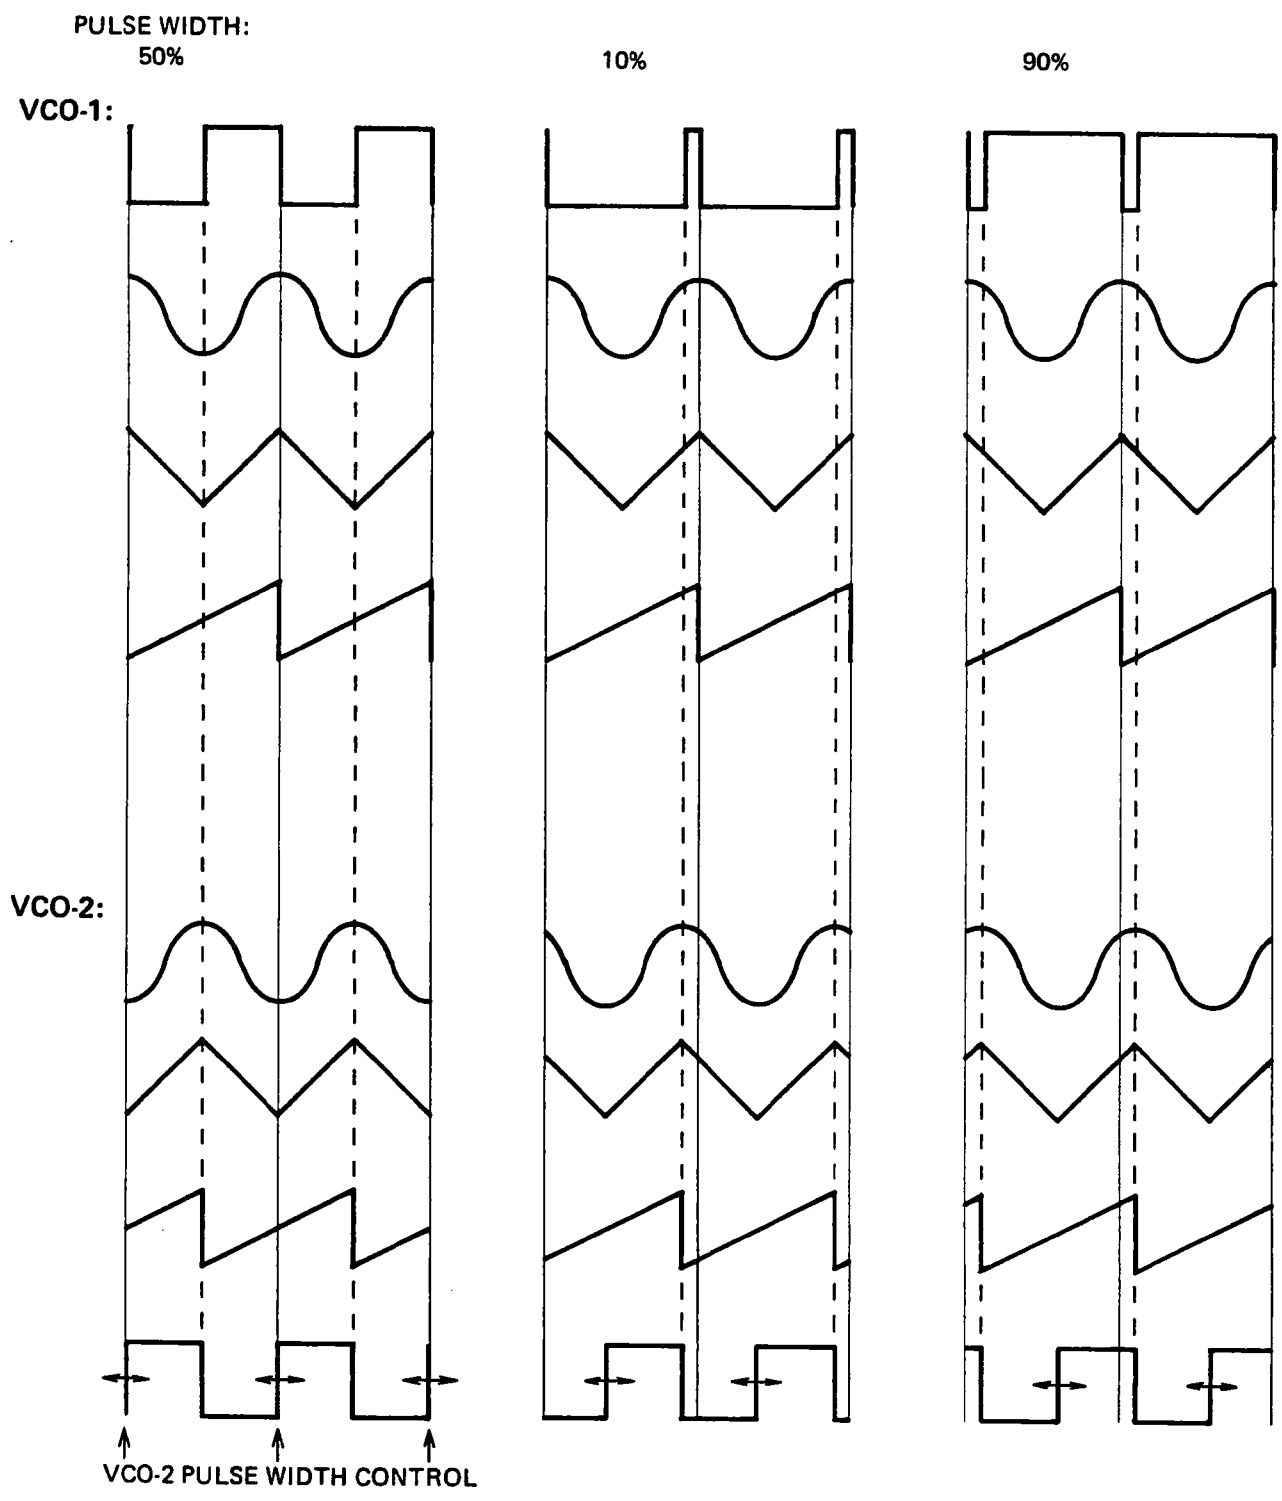 PULSE WIDTH:
50%
10%
90%
VCO-1:
VCO-2:
VCO-2 PULSE WIDTH CONTROL